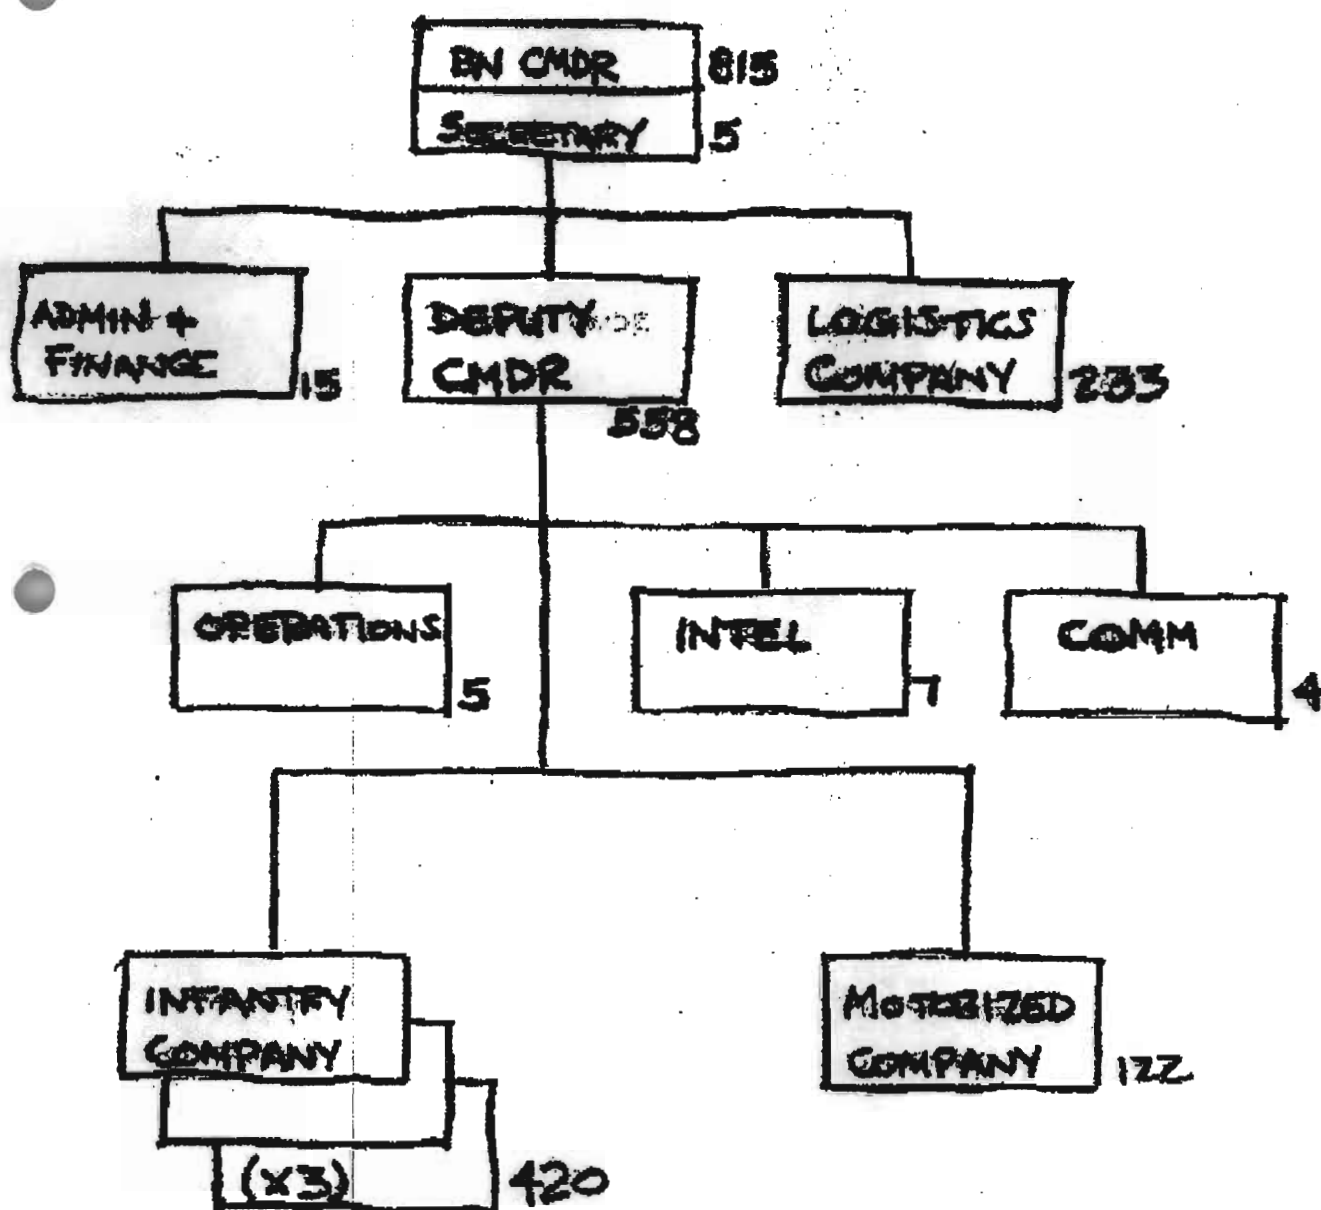 BN CMDR 815
SECRETARY 5
ADMIN +
FINANCE 15
DEPUTY
CMDR
558
LOGISTICS
COMPANY 233
OPERATIONS
5
INTEL
7
COMM
4
INFANTRY
COMPANY
(X3) 420
MOTORIZED
COMPANY 122